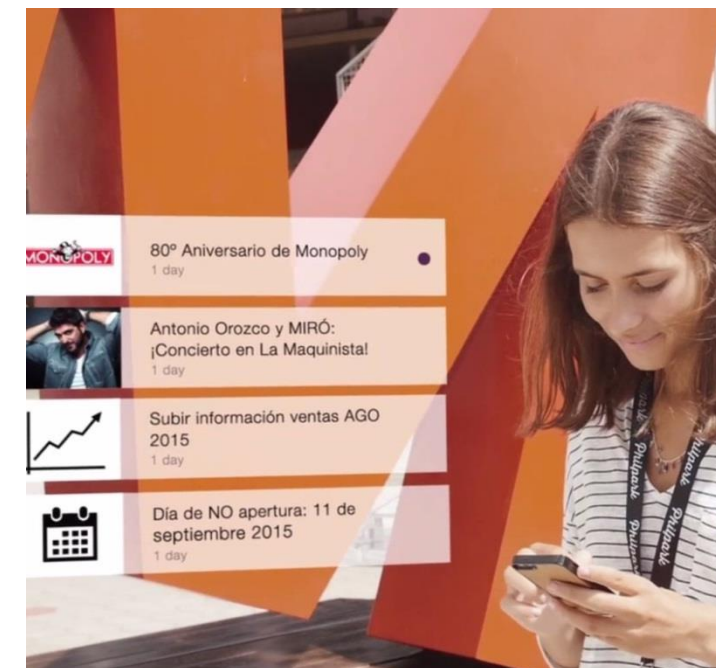 MONOPOLY
80º Aniversario de Monopoly
1 day
Antonio Orozco y MIRÓ:
¡Concierto en La Maquinista!
1 day
Subir información ventas AGO
2015
1 day
Día de NO apertura: 11 de
septiembre 2015
1 day